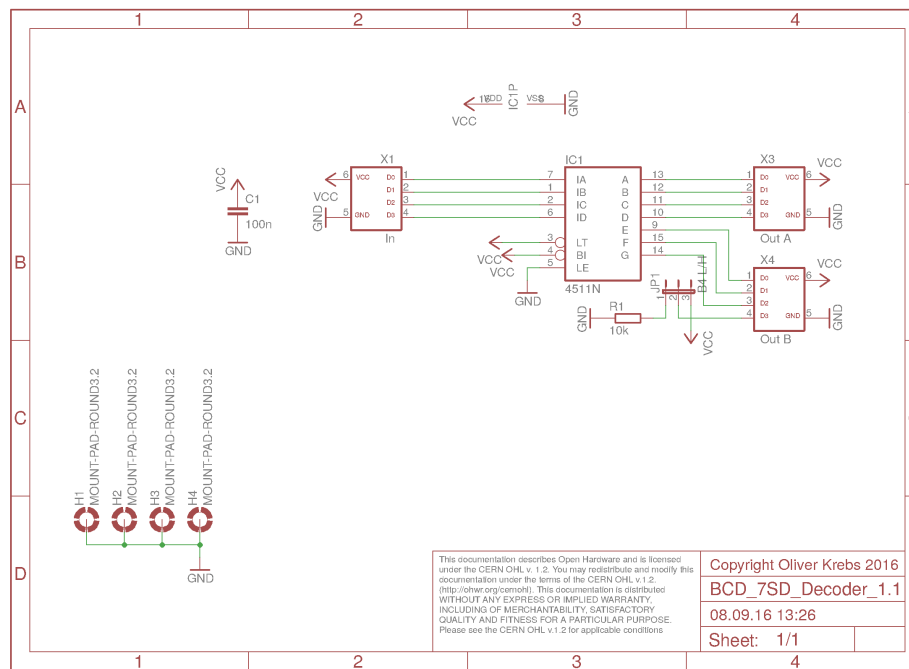 1 2 3 4
A
16 VDD IC1P VSS 8 GND
VCC
X1 IC1 X3
VCC
C1
100n
GND
VCC
6 VCC D0 1
D1 2
D2 3
GND 5 GND D3 4
In
7 IA A 13
1 IB B 12
2 IC C 11
6 ID D 10
E 9
3 LT F 15
4 BI G 14
5 LE
VCC
VCC
GND
4511N
1 D0 VCC 6 VCC
2 D1
3 D2
4 D3 GND 5 GND
Out A
B
X4
1 D0 VCC 6 VCC
2 D1
3 D2
4 D3 GND 5 GND
Out B
JP1 1 2 3 B4 L/H
GND R1
10k
VCC
C
H1 MOUNT-PAD-ROUND3.2
H2 MOUNT-PAD-ROUND3.2
H3 MOUNT-PAD-ROUND3.2
H4 MOUNT-PAD-ROUND3.2
GND
D
This documentation describes Open Hardware and is licensed
under the CERN OHL v. 1.2. You may redistribute and modify this
documentation under the terms of the CERN OHL v.1.2.
(http://ohwr.org/cernohl). This documentation is distributed
WITHOUT ANY EXPRESS OR IMPLIED WARRANTY,
INCLUDING OF MERCHANTABILITY, SATISFACTORY
QUALITY AND FITNESS FOR A PARTICULAR PURPOSE.
Please see the CERN OHL v.1.2 for applicable conditions
Copyright Oliver Krebs 2016
BCD_7SD_Decoder_1.1
08.09.16 13:26
Sheet: 1/1
1 2 3 4